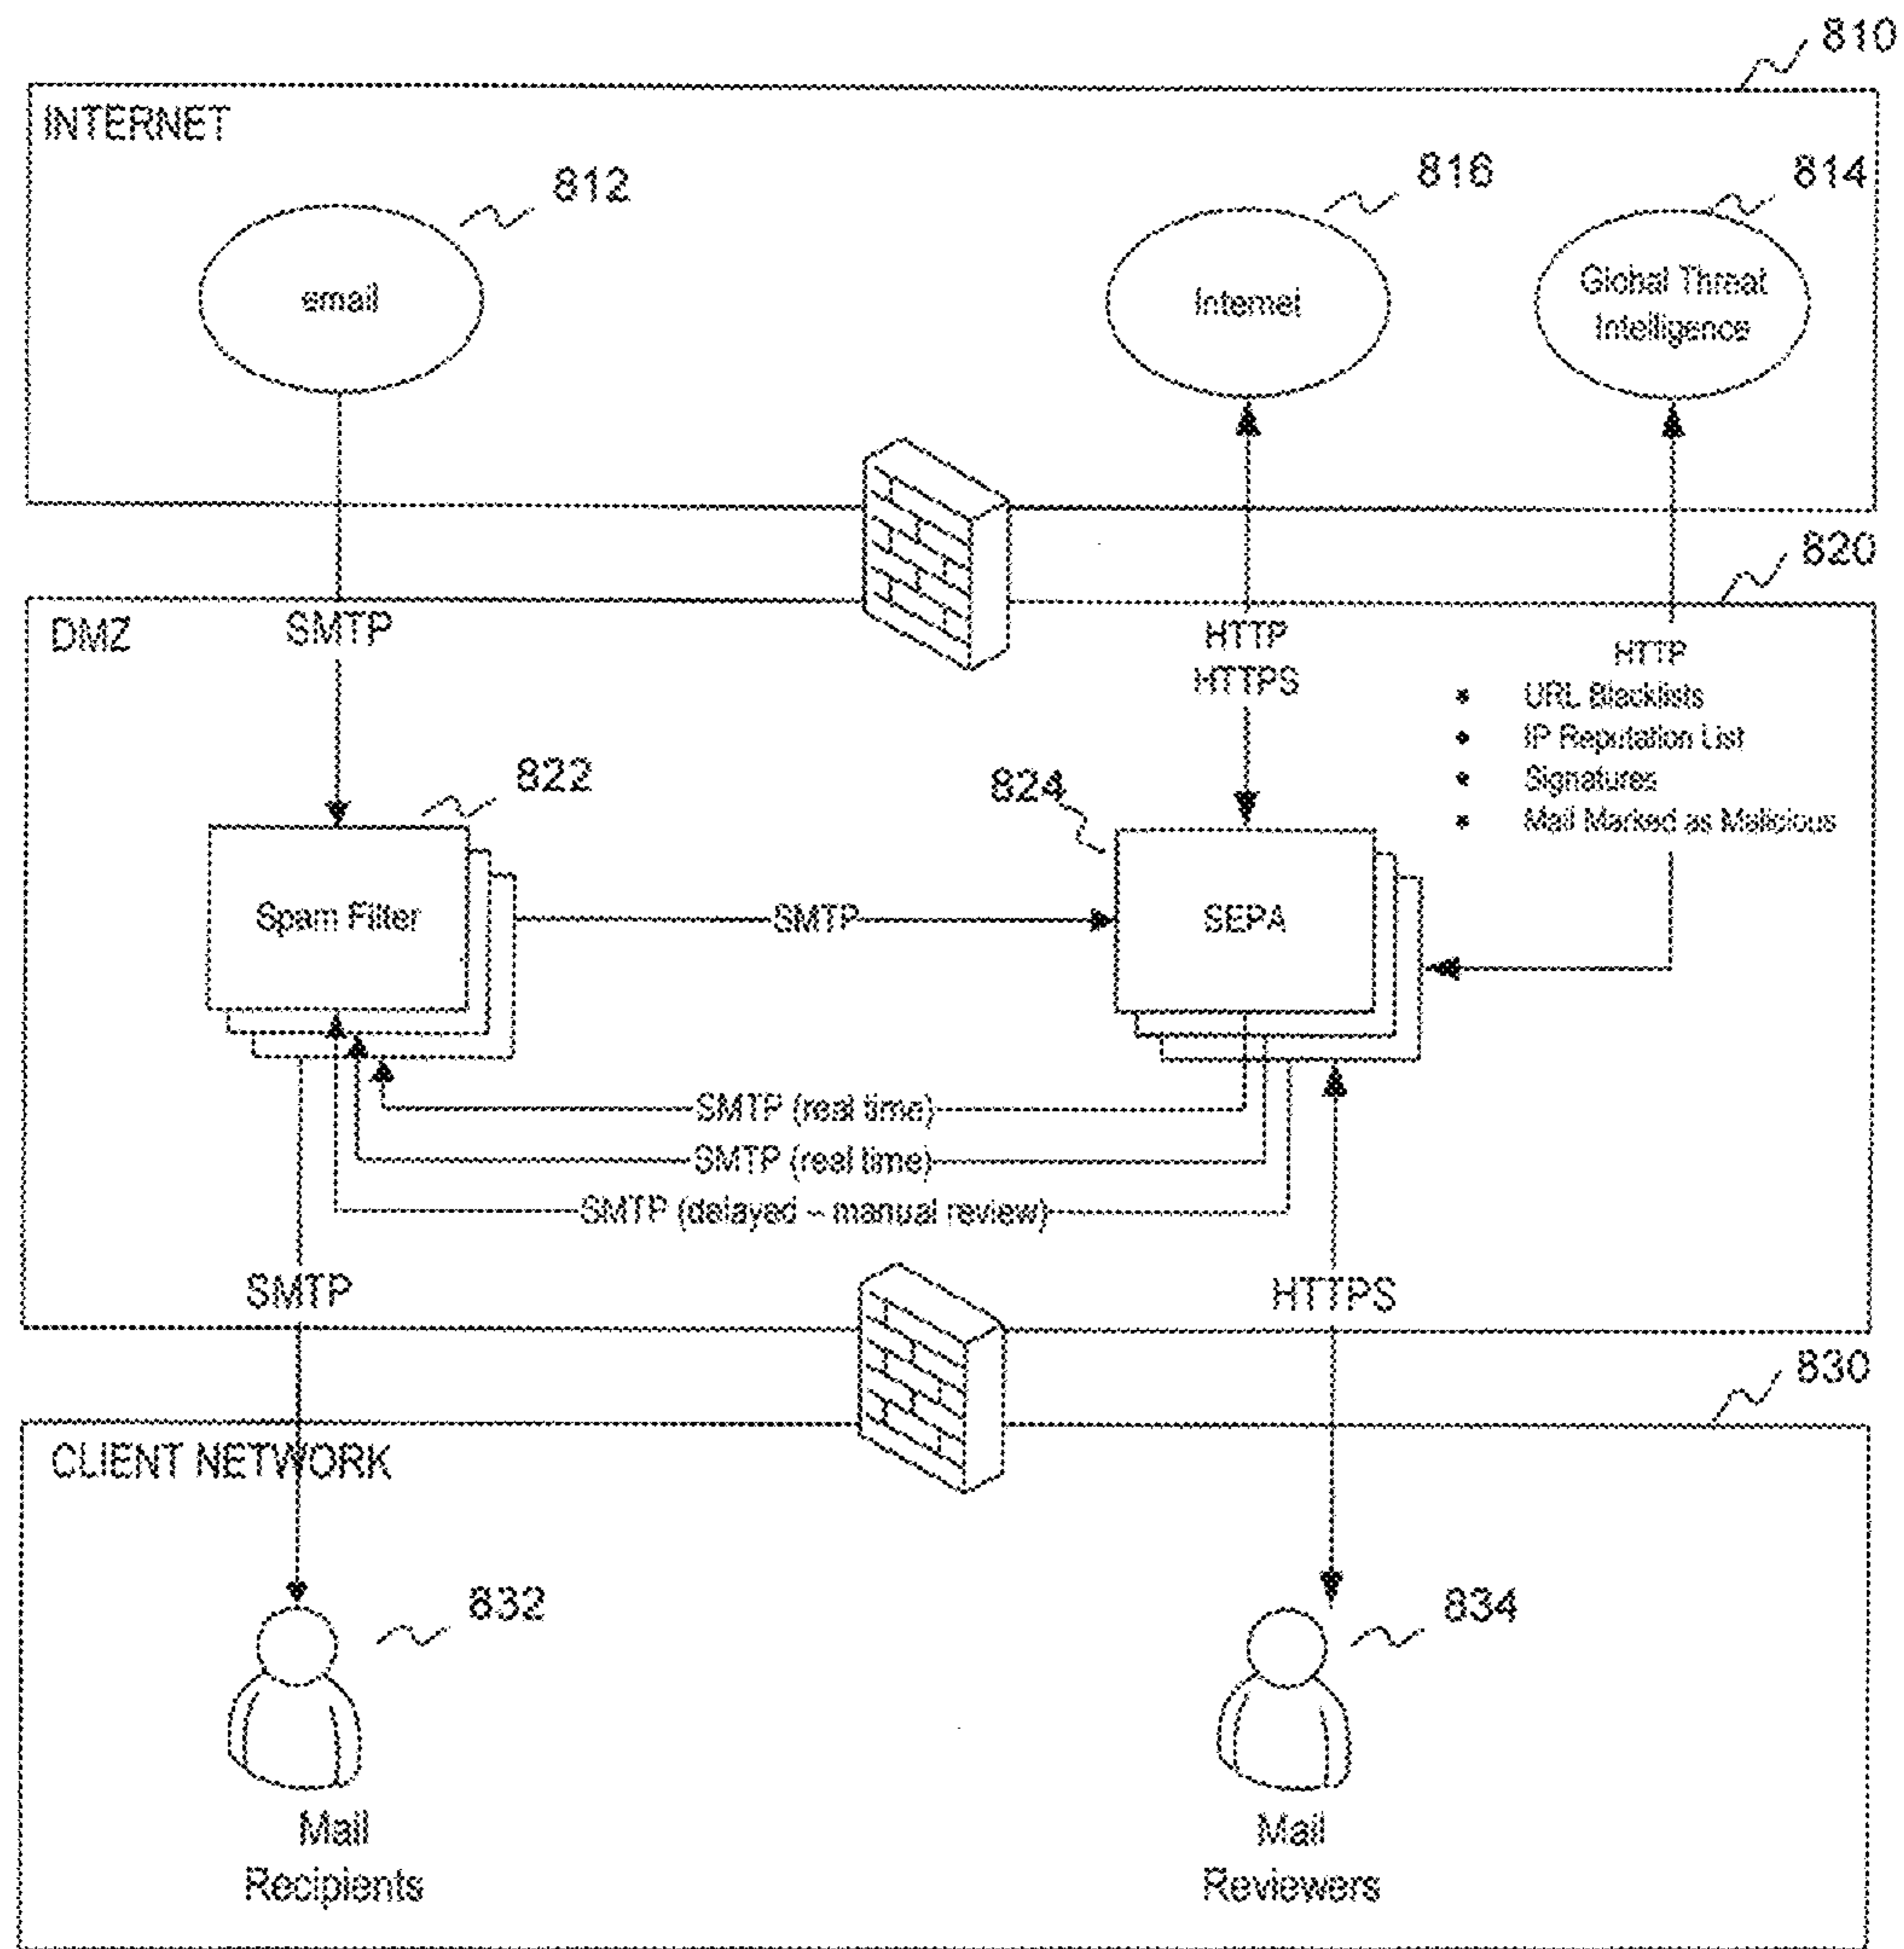 810
INTERNET
812
816
814
email
Internet
Global Threat
Intelligence
820
DMZ
SMTP
HTTP
HTTPS
HTTP
* URL Blacklists
• IP Reputation List
• Signatures
* Mail Marked as Malicious
822
824
Spam Filter
SMTP
SEPA
SMTP (real time)
SMTP (real time)
SMTP (delayed – manual review)
SMTP
HTTPS
830
CLIENT NETWORK
832
834
Mail
Recipients
Mail
Reviewers